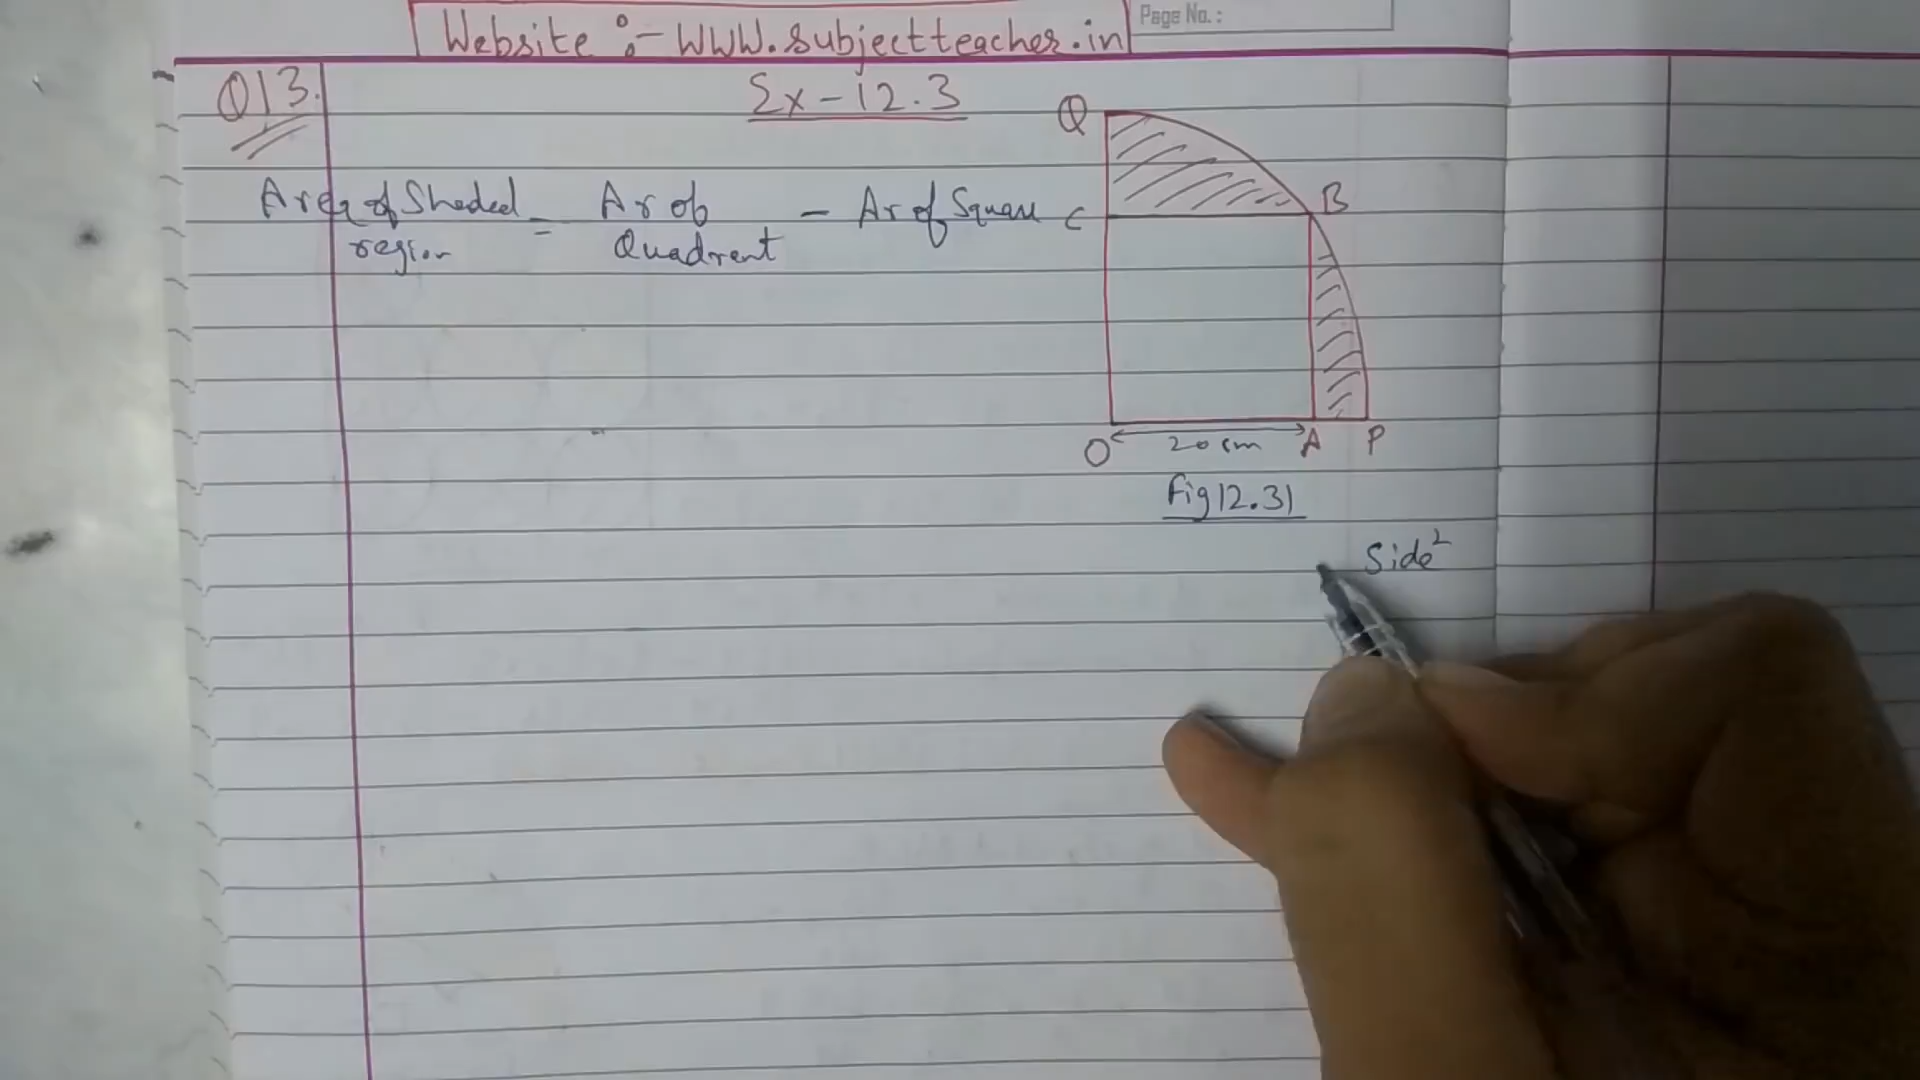 Website :- WWW.subjectteacher.in
Page No.:
Q13.
Ex-12.3
Q
B
Area of Shaded = Ar of - Ar of Square
region Quadrent
C
O 20 cm A P
Fig 12.31
Side²